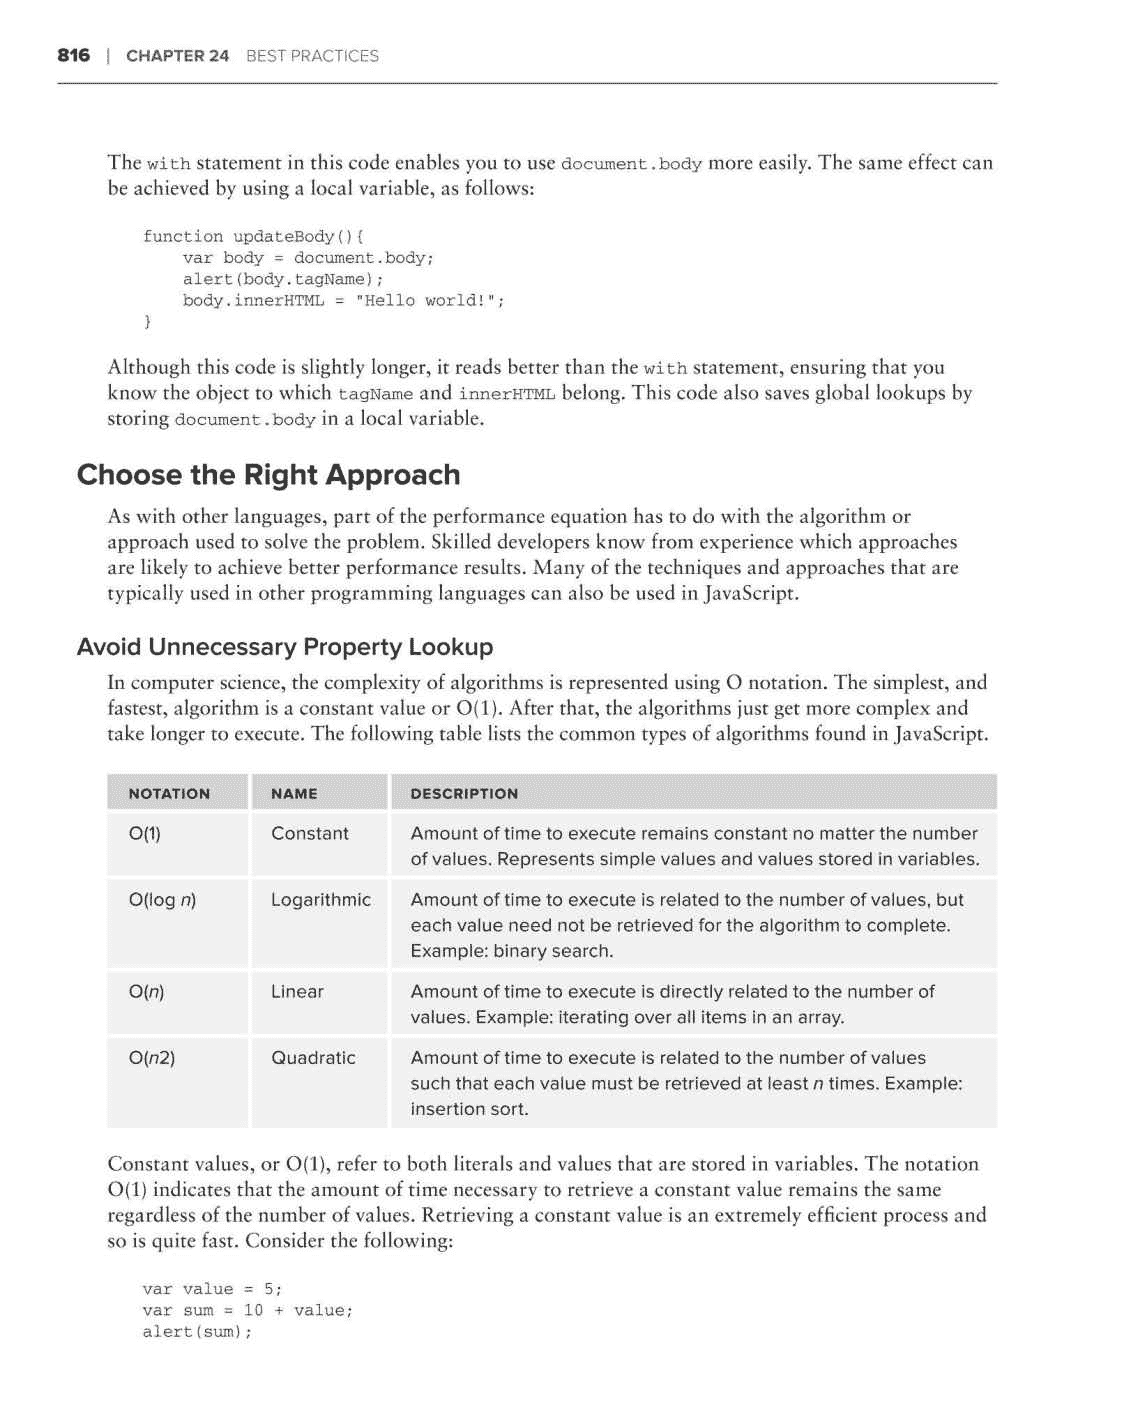 816 | CHAPTER 24 BEST PRACTICES
The with statement in this code enables you to use document.body more easily. The same effect can
be achieved by using a local variable, as follows:
function updateBody(){
    var body = document.body;
    alert(body.tagName);
    body.innerHTML = "Hello world!";
}
Although this code is slightly longer, it reads better than the with statement, ensuring that you
know the object to which tagName and innerHTML belong. This code also saves global lookups by
storing document.body in a local variable.
Choose the Right Approach
As with other languages, part of the performance equation has to do with the algorithm or
approach used to solve the problem. Skilled developers know from experience which approaches
are likely to achieve better performance results. Many of the techniques and approaches that are
typically used in other programming languages can also be used in JavaScript.
Avoid Unnecessary Property Lookup
In computer science, the complexity of algorithms is represented using O notation. The simplest, and
fastest, algorithm is a constant value or O(1). After that, the algorithms just get more complex and
take longer to execute. The following table lists the common types of algorithms found in JavaScript.
NOTATION NAME DESCRIPTION
O(1) Constant Amount of time to execute remains constant no matter the number
of values. Represents simple values and values stored in variables.
O(log n) Logarithmic Amount of time to execute is related to the number of values, but
each value need not be retrieved for the algorithm to complete.
Example: binary search.
O(n) Linear Amount of time to execute is directly related to the number of
values. Example: iterating over all items in an array.
O(n2) Quadratic Amount of time to execute is related to the number of values
such that each value must be retrieved at least n times. Example:
insertion sort.
Constant values, or O(1), refer to both literals and values that are stored in variables. The notation
O(1) indicates that the amount of time necessary to retrieve a constant value remains the same
regardless of the number of values. Retrieving a constant value is an extremely efficient process and
so is quite fast. Consider the following:
var value = 5;
var sum = 10 + value;
alert(sum);